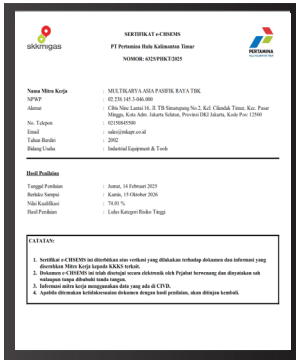 skkmigas
SERTIFIKAT e-CHSEMS
PT Pertamina Hulu Kalimantan Timur
NOMOR: 6325/PHKT/2025
PERTAMINA
HULU KALIMANTAN TIMUR
Nama Mitra Kerja : MULTIKARYA ASIA PASIFIK RAYA TBK
NPWP : 02.238.145.3-046.000
Alamat : Cibis Nine Lantai 16, Jl. TB Simatupang No.2, Kel. Cilandak Timur, Kec. Pasar
Minggu, Kota Adm. Jakarta Selatan, Provinsi DKI Jakarta, Kode Pos: 12560
No. Telepon : 02150845500
Email : sales@mkapr.co.id
Tahun Berdiri : 2002
Bidang Usaha : Industrial Equipment & Tools
Hasil Penilaian
Tanggal Penilaian : Jumat, 14 Februari 2025
Berlaku Sampai : Kamis, 15 Oktober 2026
Nilai Kualifikasi : 70.01 %
Hasil Penilaian : Lulus Kategori Risiko Tinggi
CATATAN:
1. Sertifikat e-CHSEMS ini diterbitkan atas verifikasi yang dilakukan terhadap dokumen dan informasi yang
diserahkan Mitra Kerja kepada KKKS terkait.
2. Dokumen e-CHSEMS ini telah disetujui secara elektronik oleh Pejabat berwenang dan dinyatakan sah
walaupun tanpa dibubuhi tanda tangan.
3. Informasi mitra kerja menggunakan data yang ada di CIVD.
4. Apabila ditemukan ketidaksesuaian dokumen dengan hasil penilaian, akan ditinjau kembali.